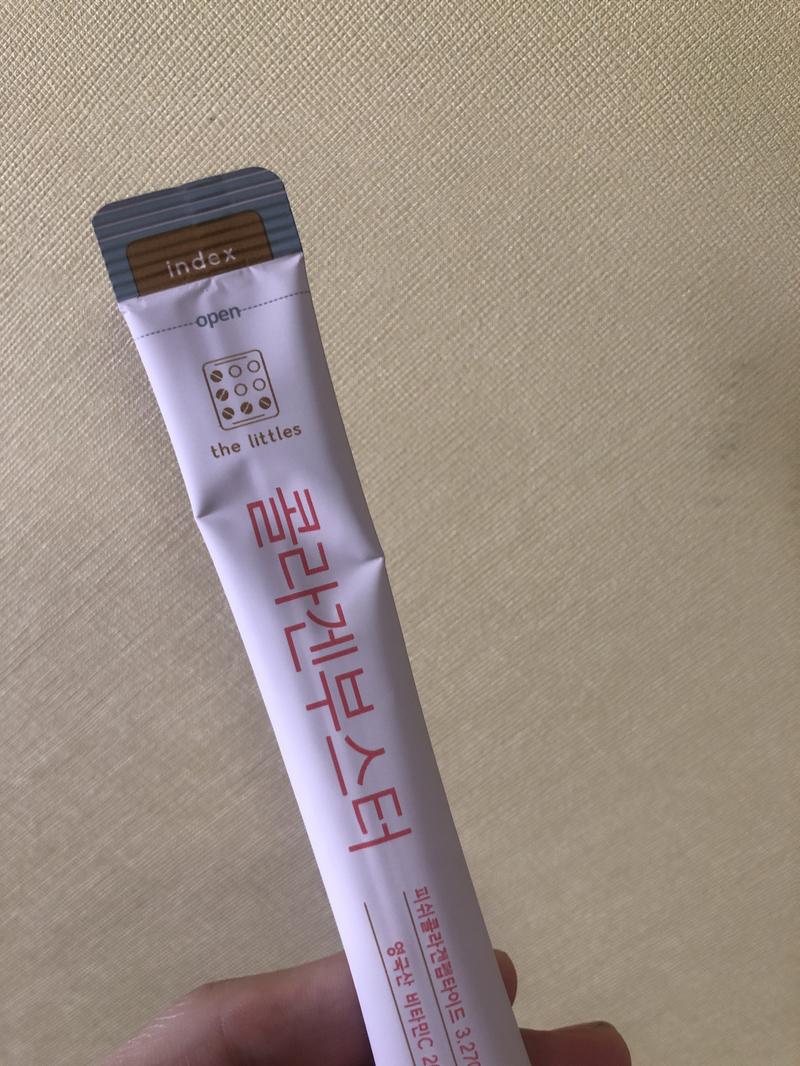 index
open
the littles
콜라겐부스터
피쉬콜라겐펩타이드 3,270
영국산 비타민C